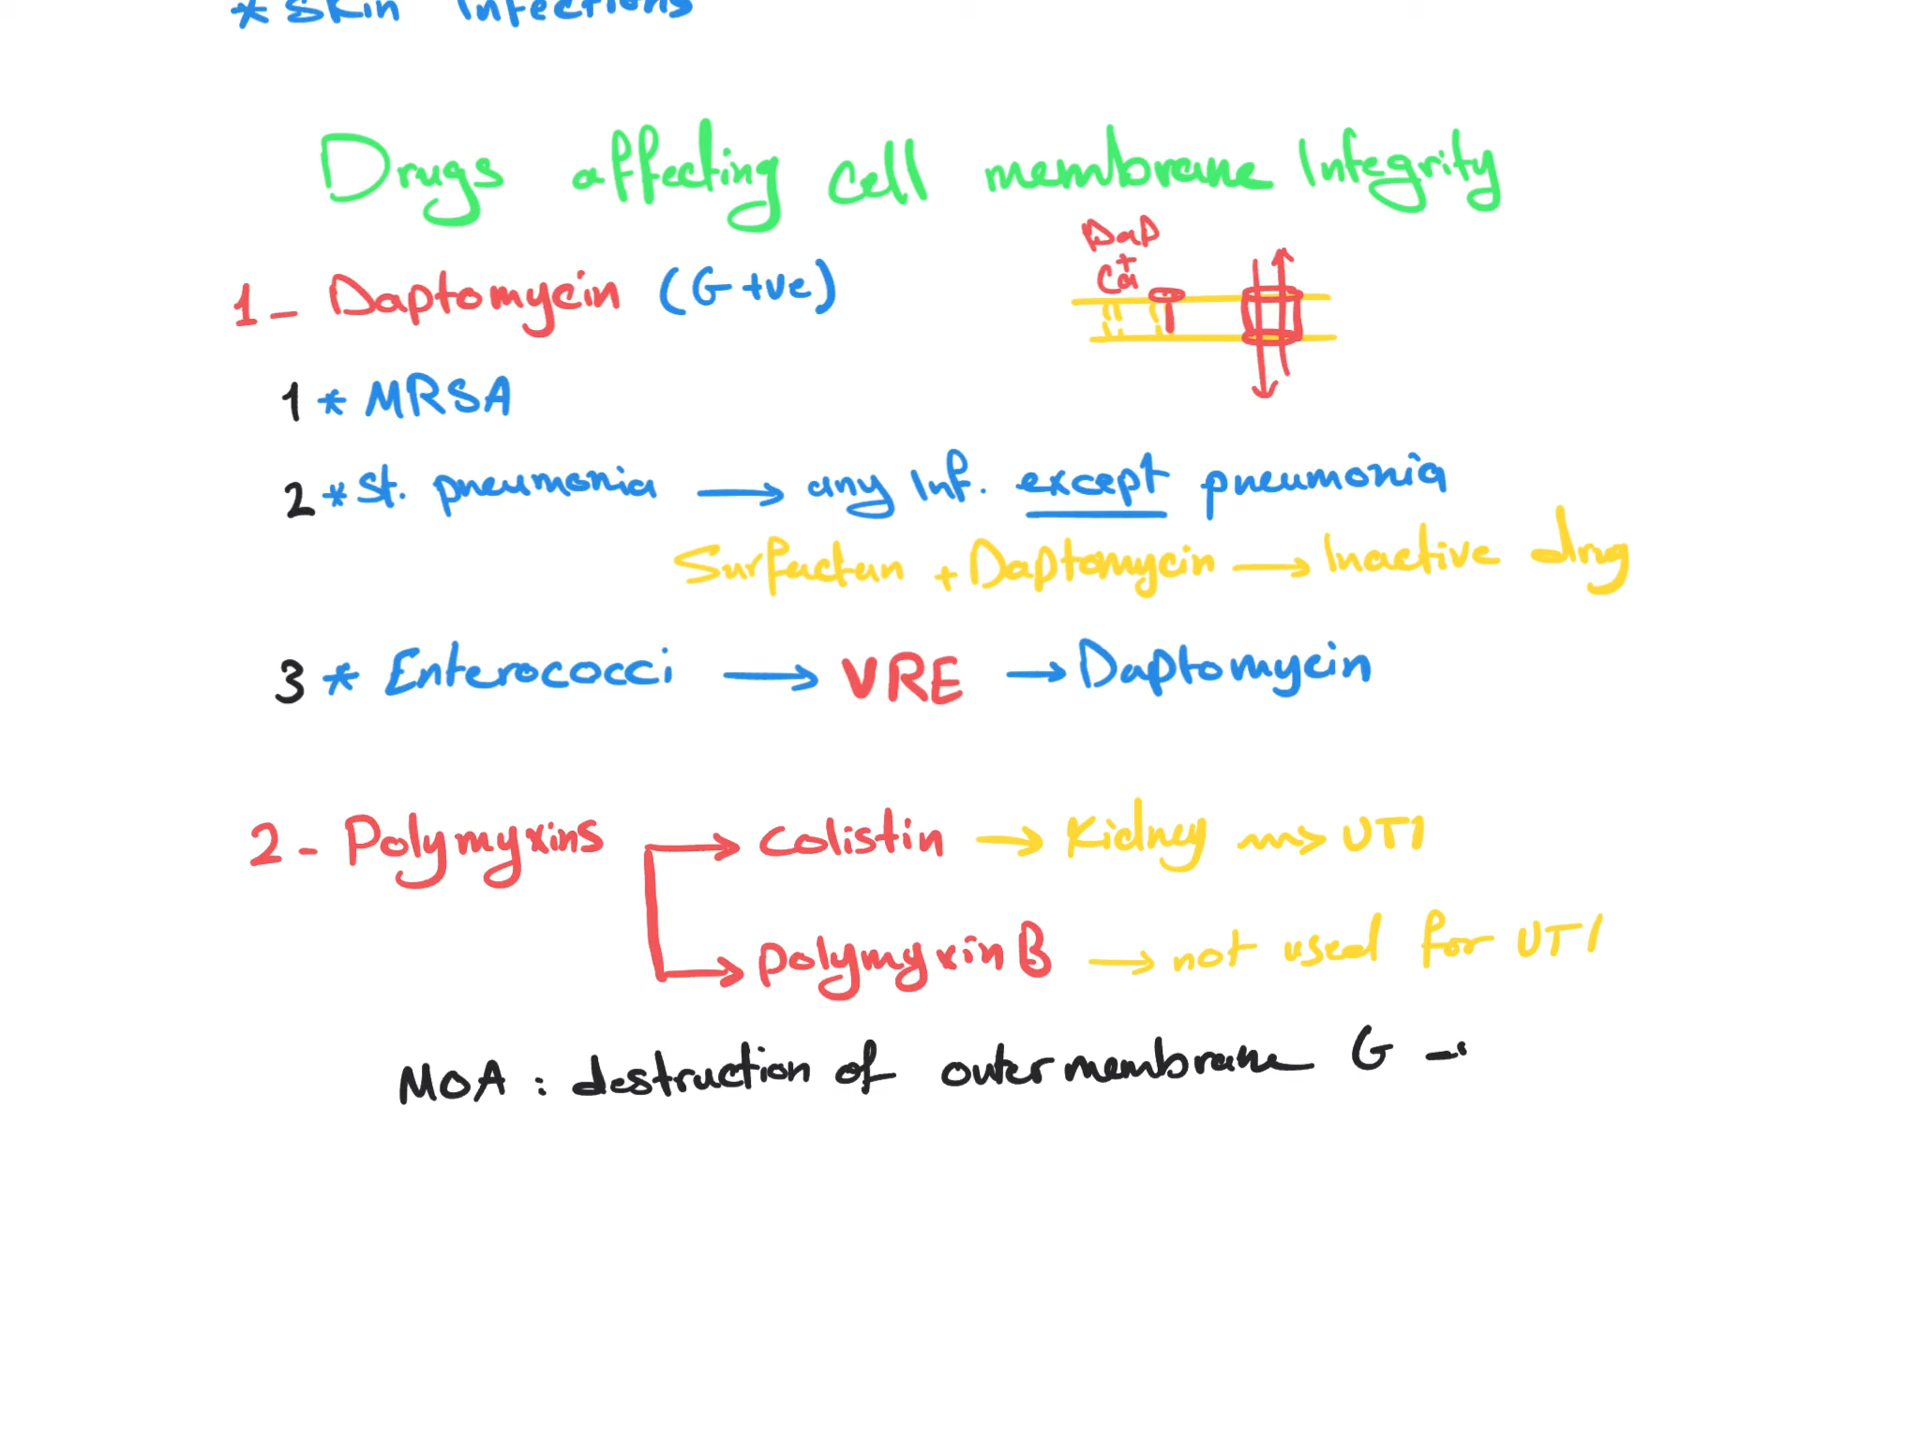 * Skin Infections
Drugs affecting cell membrane Integrity
Dap
+
Ca
1- Daptomycin (G+ve)
1 * MRSA
2 * St. pneumonia → any Inf. except pneumonia
Surfactan + Daptomycin → Inactive drug
3 * Enterococci → VRE → Daptomycin
2- Polymyxins → Colistin → Kidney → UTI
→ polymyxin B → not used for UTI
MOA : destruction of outer membrane G -